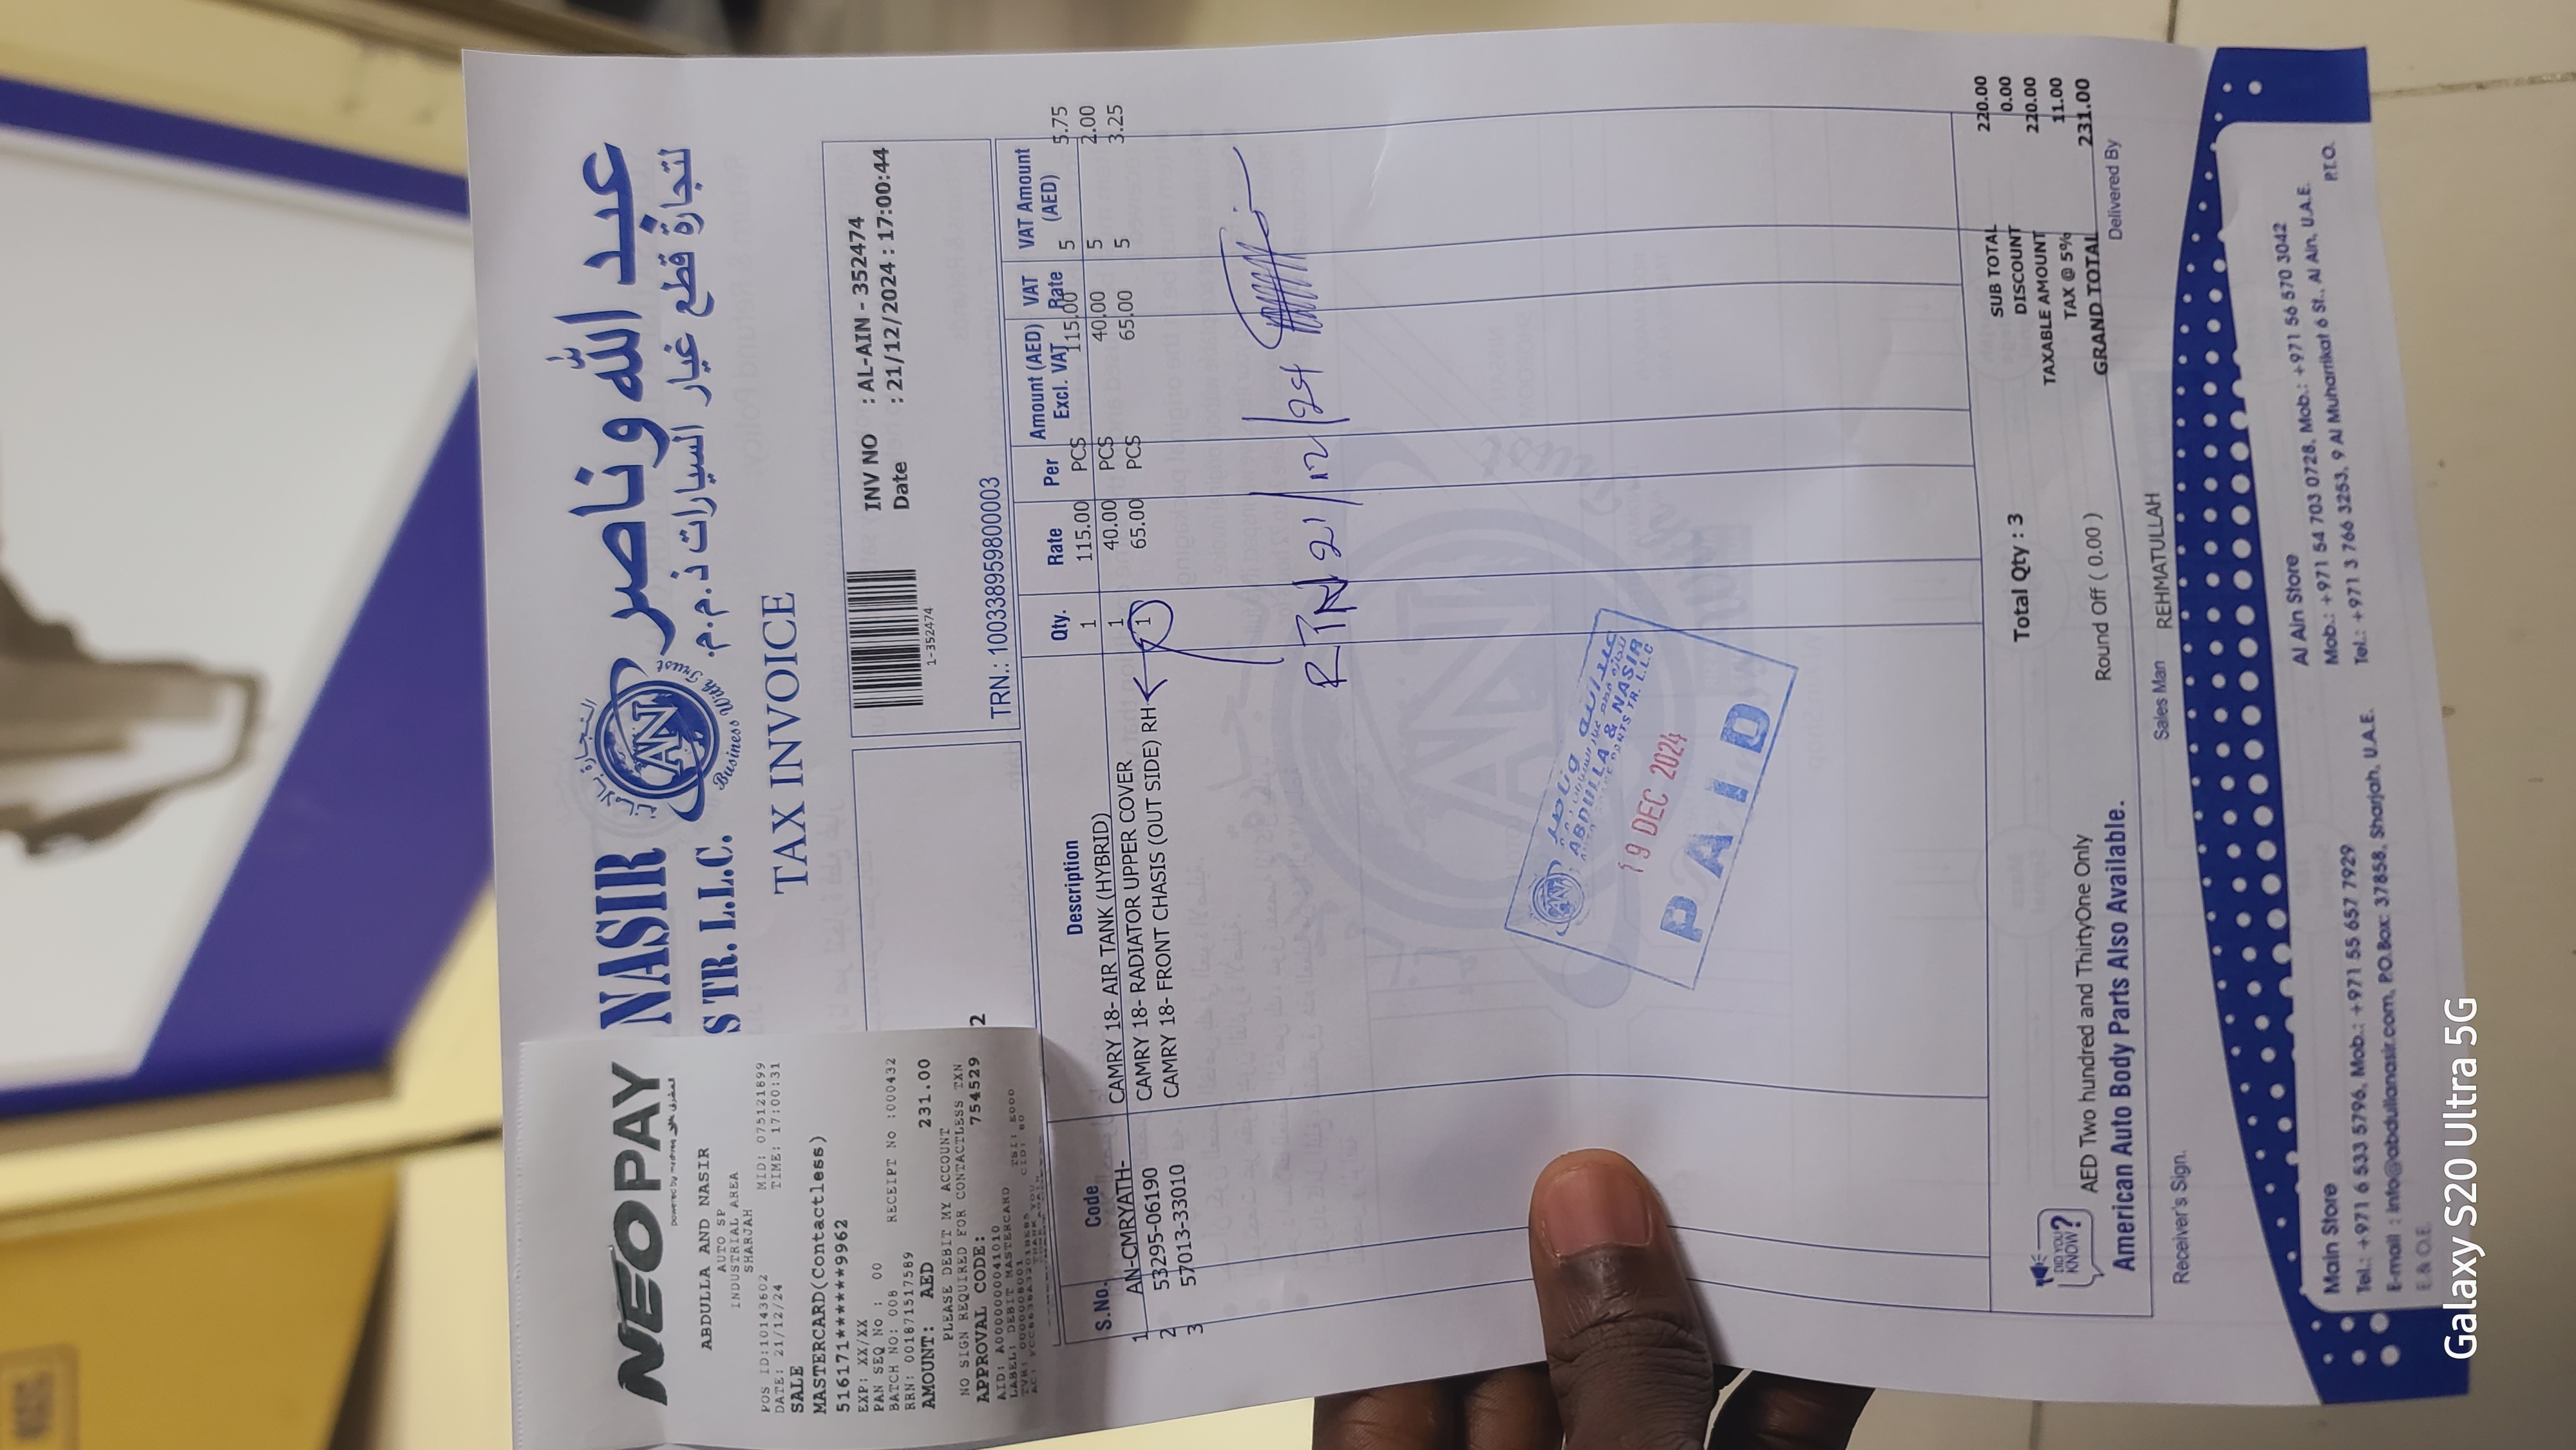 عبد الله وناصر
لتجارة قطع غيار السيارات ذ.م.م.
NASIR
S TR. L.L.C.
AN
Business With Trust
TAX INVOICE
NEOPAY
ABDULLA AND NASIR
AUTO SP
INDUSTRIAL AREA
SHARJAH
POS ID:10143602 MID: 075121899
DATE: 21/12/24 TIME: 17:00:31
SALE
MASTERCARD(Contactless)
516171******9962
EXP: XX/XX
PAN SEQ NO : 00
BATCH NO: 008 RECEIPT No :000432
RRN: 001871517589
AMOUNT: AED 231.00
PLEASE DEBIT MY ACCOUNT
NO SIGN REQUIRED FOR CONTACTLESS TXN
APPROVAL CODE: 754529
AID: A0000000041010
LABEL: DEBIT MASTERCARD
2
1-352474
INV NO : AL-AIN - 352474
Date : 21/12/2024 : 17:00:44
TRN.: 100338959800003
S.No. Code Description Qty. Rate Per Amount (AED) Excl. VAT VAT Rate VAT Amount (AED)
1 AN-CMRYATH- CAMRY 18- AIR TANK (HYBRID) 1 115.00 PCS 115.00 5 5.75
2 53295-06190 CAMRY 18- RADIATOR UPPER COVER 1 40.00 PCS 40.00 5 2.00
3 57013-33010 CAMRY 18- FRONT CHASIS (OUT SIDE) RH 1 65.00 PCS 65.00 5 3.25
RTN 21/12/24
ABDULLA & NASIR
19 DEC 2024
PAID
SUB TOTAL 220.00
DISCOUNT 0.00
Total Qty : 3 TAXABLE AMOUNT 220.00
TAX @ 5% 11.00
DID YOU KNOW?
AED Two hundred and ThirtyOne Only Round Off ( 0.00 ) GRAND TOTAL 231.00
American Auto Body Parts Also Available.
Receiver's Sign. Sales Man REHMATULLAH Delivered By
Main Store
Tel.: +971 6 533 5796, Mob.: +971 55 657 7929
E-mail : info@abdullanasir.com, P.O.Box: 37858, Sharjah, U.A.E.
E. & O.E.
Al Ain Store
Mob.: +971 54 703 0728, Mob.: +971 56 570 3042
Tel.: +971 3 766 3253, 9 Al Muharrikat 6 St., Al Ain, U.A.E.
P.T.O.
Galaxy S20 Ultra 5G